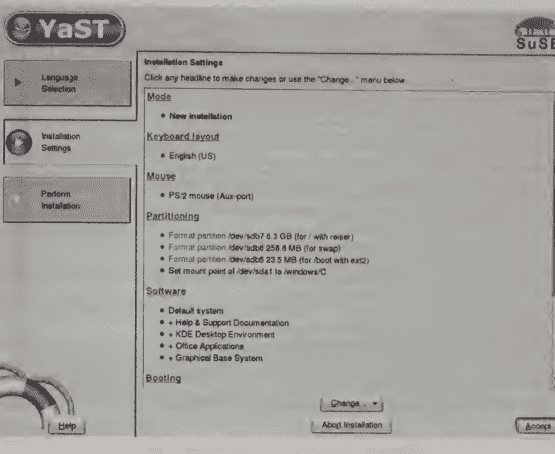 YaST
SuSE
Language
Selection
Installation
Settings
Perform
Installation
Installation Settings
Click any headline to make changes or use the "Change..." menu below
Mode
New installation
Keyboard layout
English (US)
Mouse
PS/2 mouse (Aux-port)
Partitioning
Format partition /dev/sdb7 6.3 GB (for / with reiser)
Format partition /dev/sdb6 258.8 MB (for swap)
Format partition /dev/sdb5 23.5 MB (for /boot with ext2)
Set mount point of /dev/sda1 to /windows/C
Software
Default system
+ Help & Support Documentation
+ KDE Desktop Environment
+ Office Applications
+ Graphical Base System
Booting
Change...
Help
Abort Installation
Accept